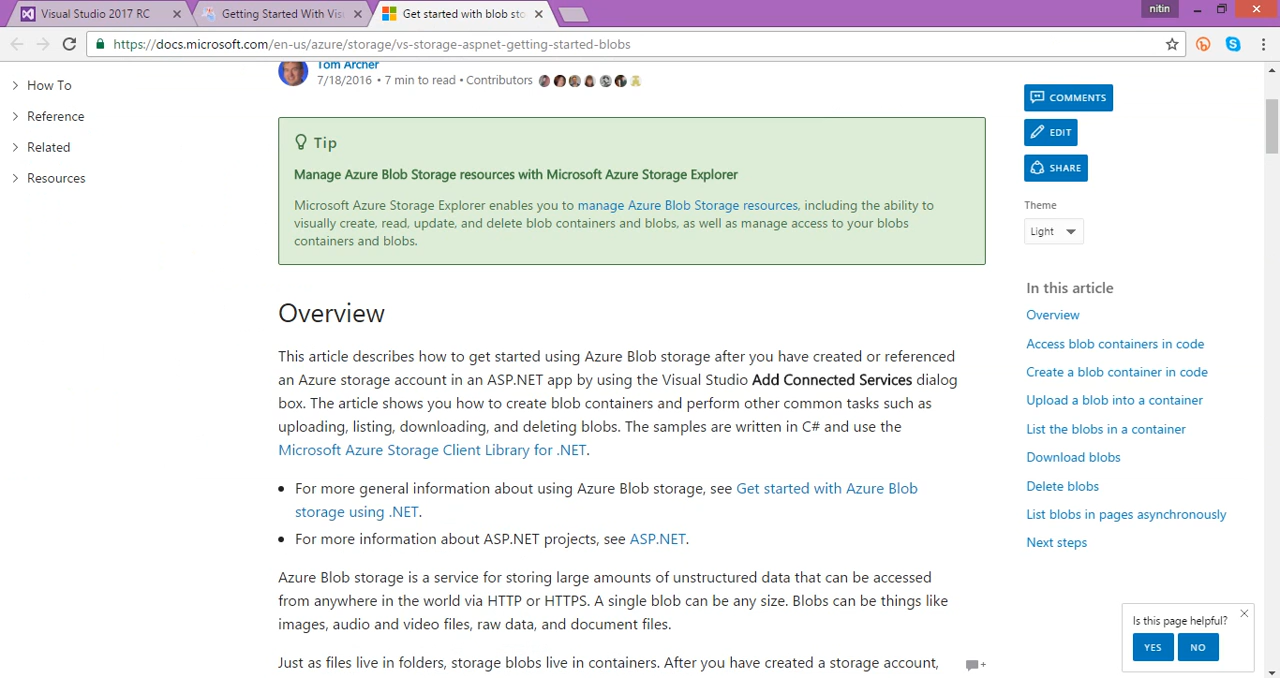 Visual Studio 2017 RC
Getting Started With Visu
Get started with blob sto
nitin
https://docs.microsoft.com/en-us/azure/storage/vs-storage-aspnet-getting-started-blobs
How To
Reference
Related
Resources
Tom Archer
7/18/2016 • 7 min to read • Contributors
Tip
Manage Azure Blob Storage resources with Microsoft Azure Storage Explorer
Microsoft Azure Storage Explorer enables you to manage Azure Blob Storage resources, including the ability to
visually create, read, update, and delete blob containers and blobs, as well as manage access to your blobs
containers and blobs.
Overview
This article describes how to get started using Azure Blob storage after you have created or referenced
an Azure storage account in an ASP.NET app by using the Visual Studio Add Connected Services dialog
box. The article shows you how to create blob containers and perform other common tasks such as
uploading, listing, downloading, and deleting blobs. The samples are written in C# and use the
Microsoft Azure Storage Client Library for .NET.
• For more general information about using Azure Blob storage, see Get started with Azure Blob
storage using .NET.
• For more information about ASP.NET projects, see ASP.NET.
Azure Blob storage is a service for storing large amounts of unstructured data that can be accessed
from anywhere in the world via HTTP or HTTPS. A single blob can be any size. Blobs can be things like
images, audio and video files, raw data, and document files.
Just as files live in folders, storage blobs live in containers. After you have created a storage account,
COMMENTS
EDIT
SHARE
Theme
Light
In this article
Overview
Access blob containers in code
Create a blob container in code
Upload a blob into a container
List the blobs in a container
Download blobs
Delete blobs
List blobs in pages asynchronously
Next steps
Is this page helpful?
YES
NO